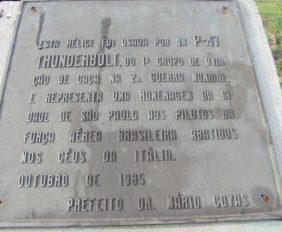 ESTA HÉLICE FOI USADA POR UM P-47
THUNDERBOLT, DO 1º GRUPO DE AVIA-
ÇÃO DE CAÇA, NA 2ª GUERRA MUNDIAL,
E REPRESENTA UMA HOMENAGEM DA CI-
DADE DE SÃO PAULO AOS PILOTOS DA
FORÇA AÉREA BRASILEIRA ABATIDOS
NOS CÉUS DA ITÁLIA.
OUTUBRO DE 1985
PREFEITO DR. MÁRIO COVAS